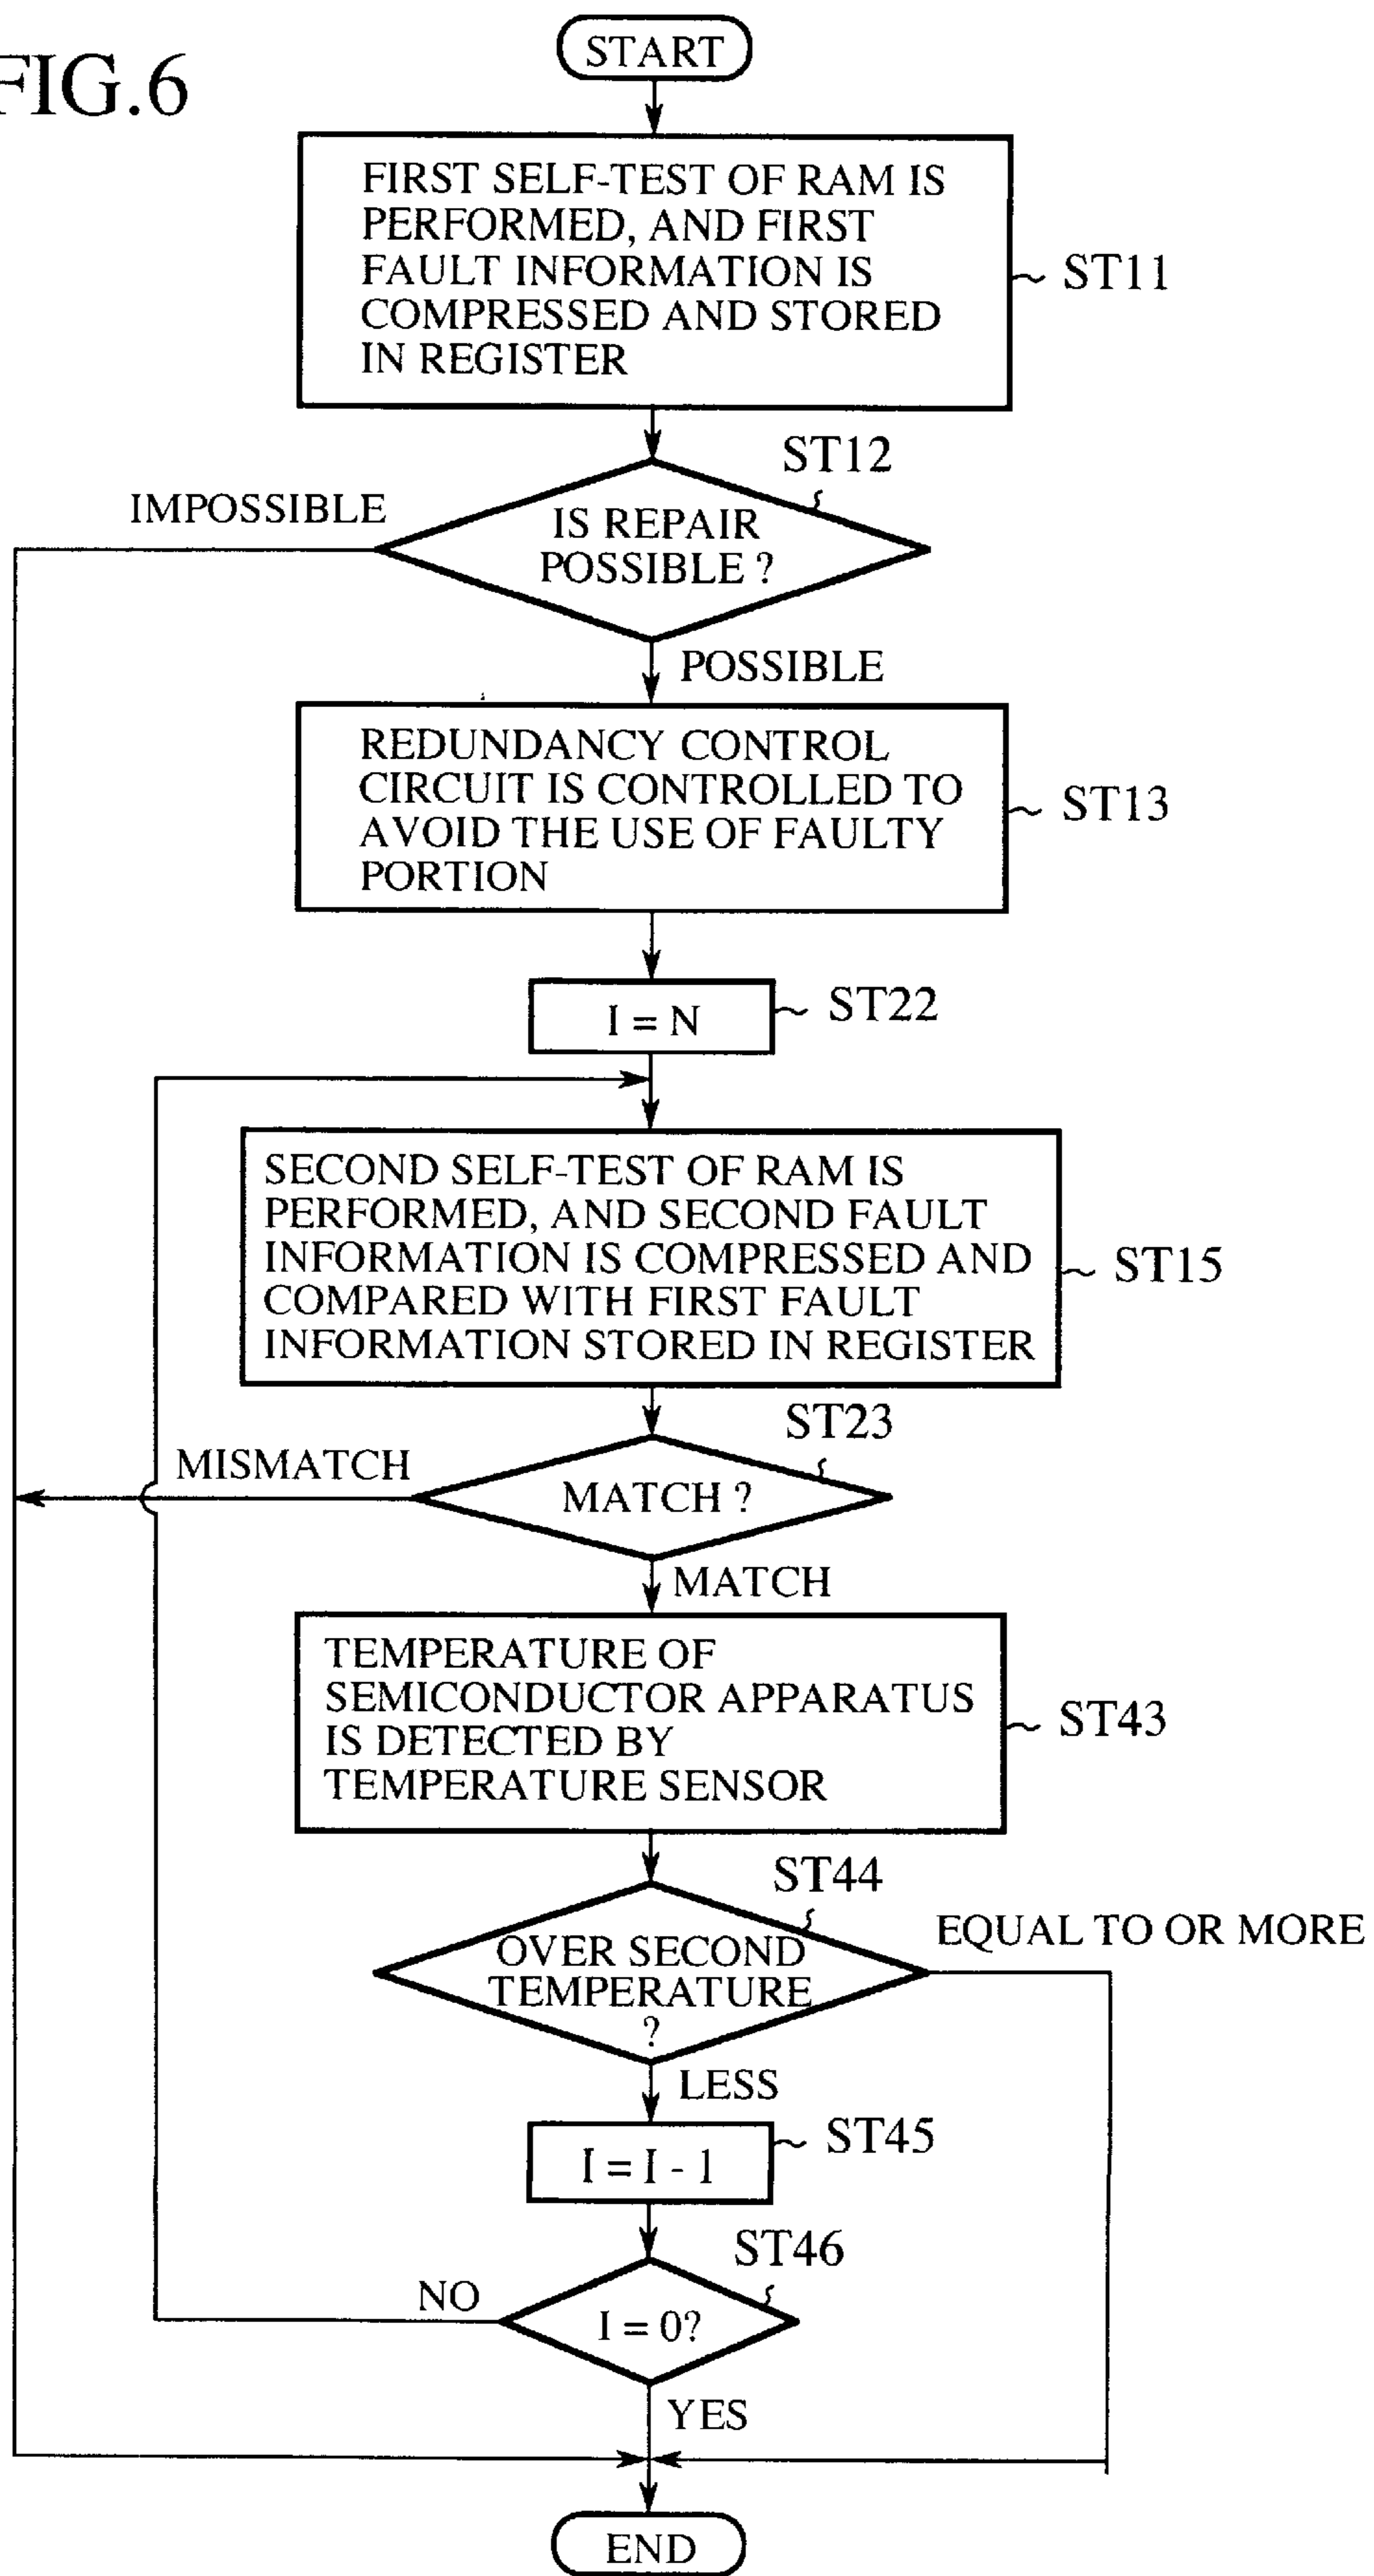 FIG.6
START
FIRST SELF-TEST OF RAM IS
PERFORMED, AND FIRST
FAULT INFORMATION IS
COMPRESSED AND STORED
IN REGISTER
ST11
ST12
IMPOSSIBLE
IS REPAIR
POSSIBLE ?
POSSIBLE
REDUNDANCY CONTROL
CIRCUIT IS CONTROLLED TO
AVOID THE USE OF FAULTY
PORTION
ST13
I = N
ST22
SECOND SELF-TEST OF RAM IS
PERFORMED, AND SECOND FAULT
INFORMATION IS COMPRESSED AND
COMPARED WITH FIRST FAULT
INFORMATION STORED IN REGISTER
ST15
ST23
MISMATCH
MATCH ?
MATCH
TEMPERATURE OF
SEMICONDUCTOR APPARATUS
IS DETECTED BY
TEMPERATURE SENSOR
ST43
ST44
EQUAL TO OR MORE
OVER SECOND
TEMPERATURE
?
LESS
I = I - 1
ST45
ST46
NO
I = 0?
YES
END